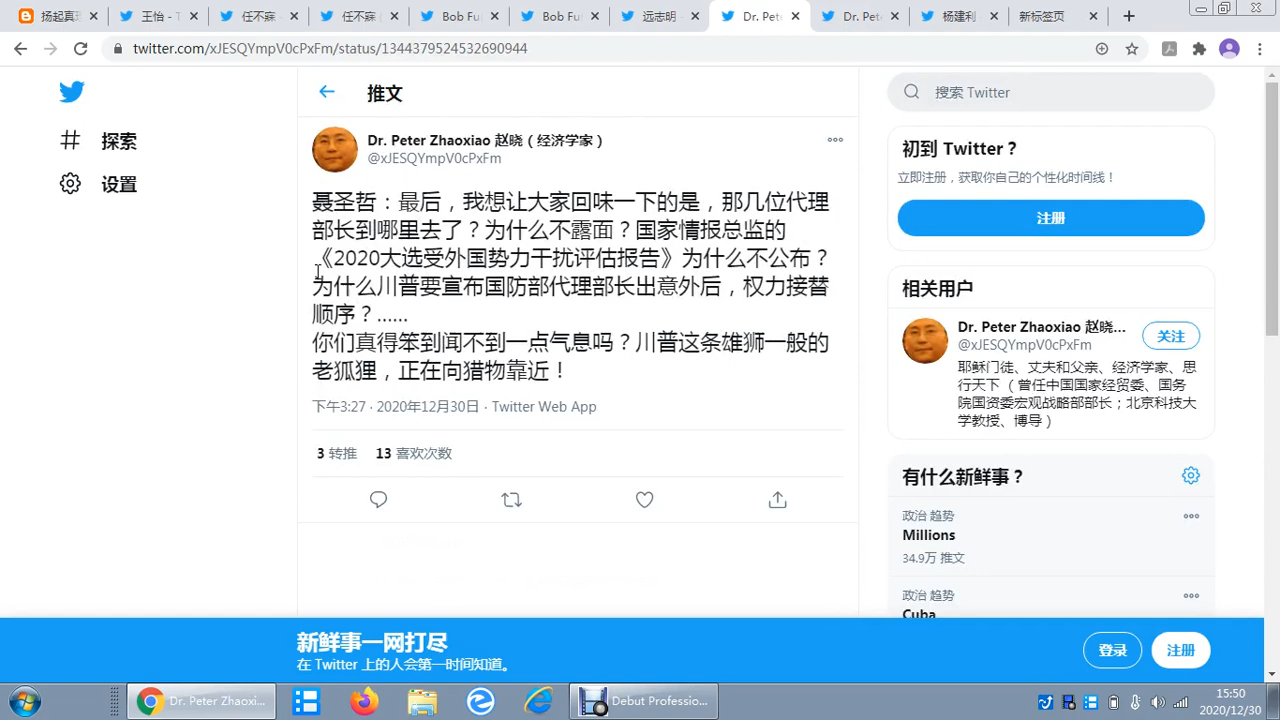 扬起真理
王怡 - T
任不寐
任不寐 (
Bob Fu
Bob Fu
远志明 -
Dr. Pet
Dr. Pet
杨建利
新标签页
twitter.com/xJESQYmpV0cPxFm/status/1344379524532690944
探索
设置
推文
Dr. Peter Zhaoxiao 赵晓（经济学家）
@xJESQYmpV0cPxFm
聂圣哲：最后，我想让大家回味一下的是，那几位代理
部长到哪里去了？为什么不露面？国家情报总监的
《2020大选受外国势力干扰评估报告》为什么不公布？
为什么川普要宣布国防部代理部长出意外后，权力接替
顺序？......
你们真得笨到闻不到一点气息吗？川普这条雄狮一般的
老狐狸，正在向猎物靠近！
下午3:27 · 2020年12月30日 · Twitter Web App
3 转推 13 喜欢次数
搜索 Twitter
初到 Twitter？
立即注册，获取你自己的个性化时间线！
注册
相关用户
Dr. Peter Zhaoxiao 赵晓...
@xJESQYmpV0cPxFm
关注
耶稣门徒、丈夫和父亲、经济学家、思
行天下 （曾任中国国家经贸委、国务
院国资委宏观战略部部长；北京科技大
学教授、博导）
有什么新鲜事？
政治 趋势
Millions
34.9万 推文
政治 趋势
Cuba
新鲜事一网打尽
在 Twitter 上的人会第一时间知道。
登录
注册
Dr. Peter Zhaoxi...
Debut Professio...
15:50
2020/12/30